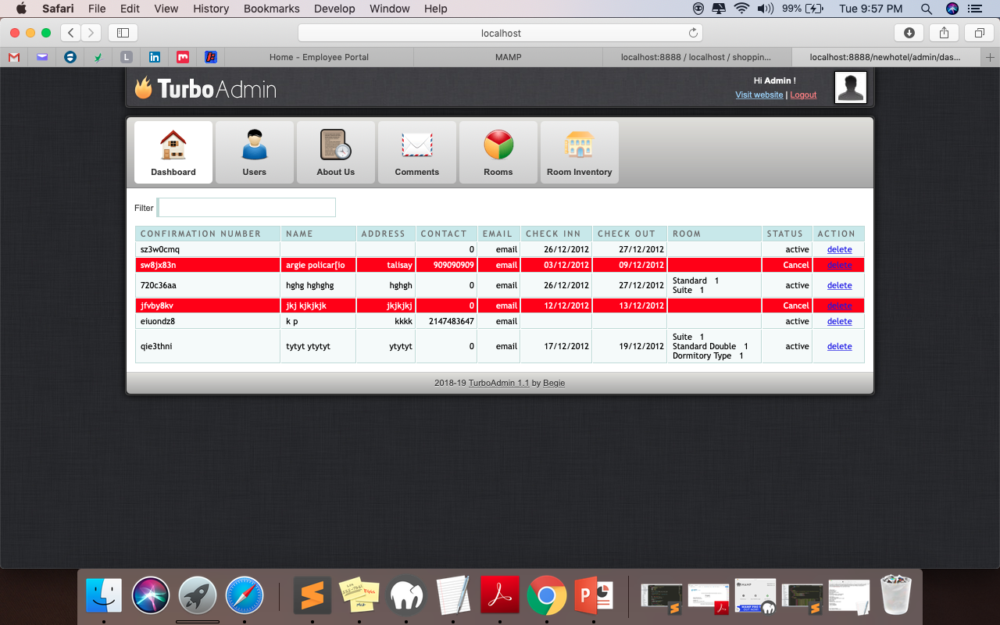 Safari File Edit View History Bookmarks Develop Window Help 99% Tue 9:57 PM
localhost
L in Home - Employee Portal MAMP localhost:8888 / localhost / shoppin... localhost:8888/newhotel/admin/das... +
TurboAdmin
Hi Admin !
Visit website | Logout
Dashboard Users About Us Comments Rooms Room Inventory
Filter
CONFIRMATION NUMBER NAME ADDRESS CONTACT EMAIL CHECK INN CHECK OUT ROOM STATUS ACTION
sz3w0cmq 0 email 26/12/2012 27/12/2012 active delete
sw8jx83n argie policar[io talisay 909090909 email 03/12/2012 09/12/2012 Cancel delete
720c36aa hghg hghghg hghgh 0 email 26/12/2012 27/12/2012 Standard 1 active delete
Suite 1
jfvby8kv jkj kjkjkjk jkjkjkj 0 email 12/12/2012 13/12/2012 Cancel delete
eiuondz8 k p kkkk 2147483647 email active delete
Suite 1
qie3thni tytyt ytytyt ytytyt 0 email 17/12/2012 19/12/2012 Standard Double 1 active delete
Dormitory Type 1
2018-19 TurboAdmin 1.1 by Begie